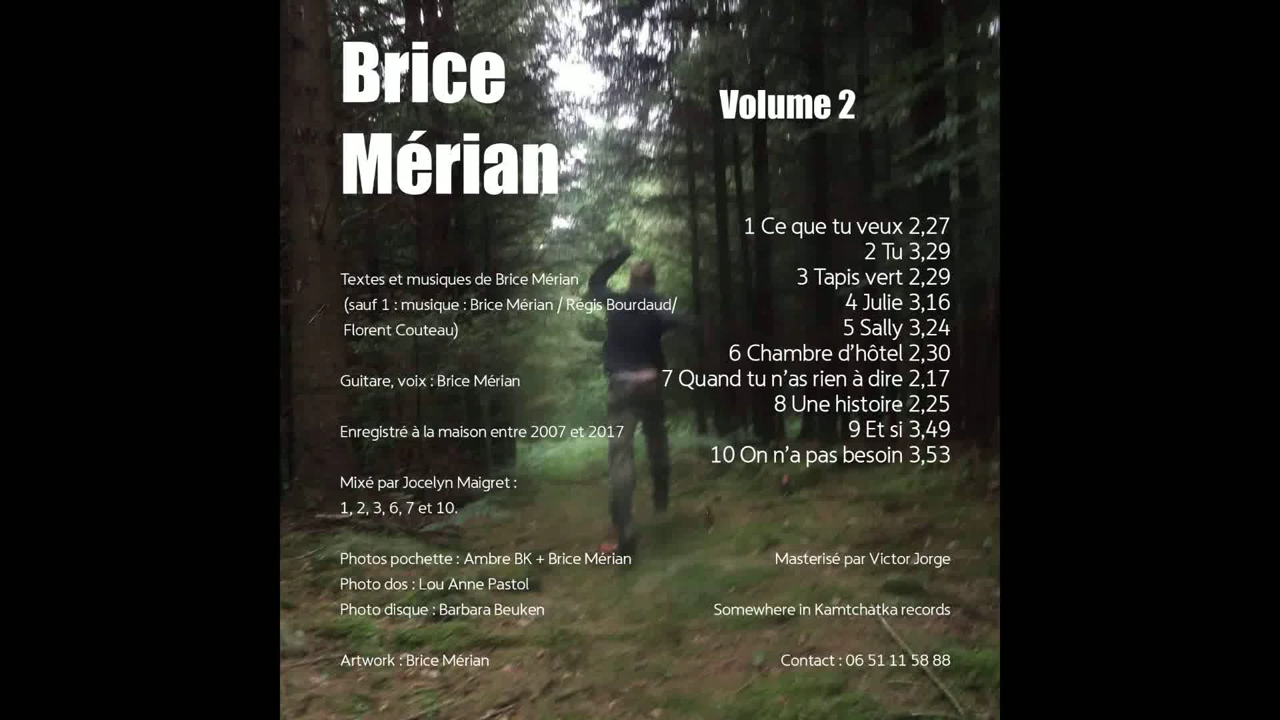 Brice
Mérian
Volume 2
1 Ce que tu veux 2,27
2 Tu 3,29
3 Tapis vert 2,29
4 Julie 3,16
5 Sally 3,24
6 Chambre d’hôtel 2,30
7 Quand tu n’as rien à dire 2,17
8 Une histoire 2,25
9 Et si 3,49
10 On n’a pas besoin 3,53
Textes et musiques de Brice Mérian
(sauf 1 : musique : Brice Mérian / Régis Bourdaud/
Florent Couteau)
Guitare, voix : Brice Mérian
Enregistré à la maison entre 2007 et 2017
Mixé par Jocelyn Maigret :
1, 2, 3, 6, 7 et 10.
Photos pochette : Ambre BK + Brice Mérian
Photo dos : Lou Anne Pastol
Photo disque : Barbara Beuken
Artwork : Brice Mérian
Masterisé par Victor Jorge
Somewhere in Kamtchatka records
Contact : 06 51 11 58 88